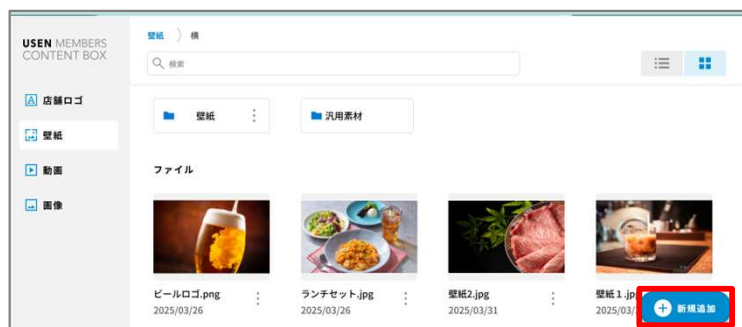 USEN MEMBERS
CONTENT BOX
店舗ロゴ
壁紙
動画
画像
壁紙 〉 横
検索
壁紙
汎用素材
ファイル
ビールロゴ.png
2025/03/26
ランチセット.jpg
2025/03/26
壁紙2.jpg
2025/03/31
壁紙１.jp
2025/03/
新規追加